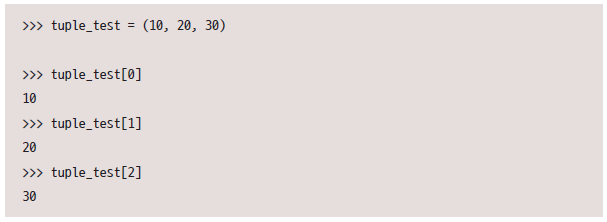 >>> tuple_test = (10, 20, 30)
>>> tuple_test[0]
10
>>> tuple_test[1]
20
>>> tuple_test[2]
30